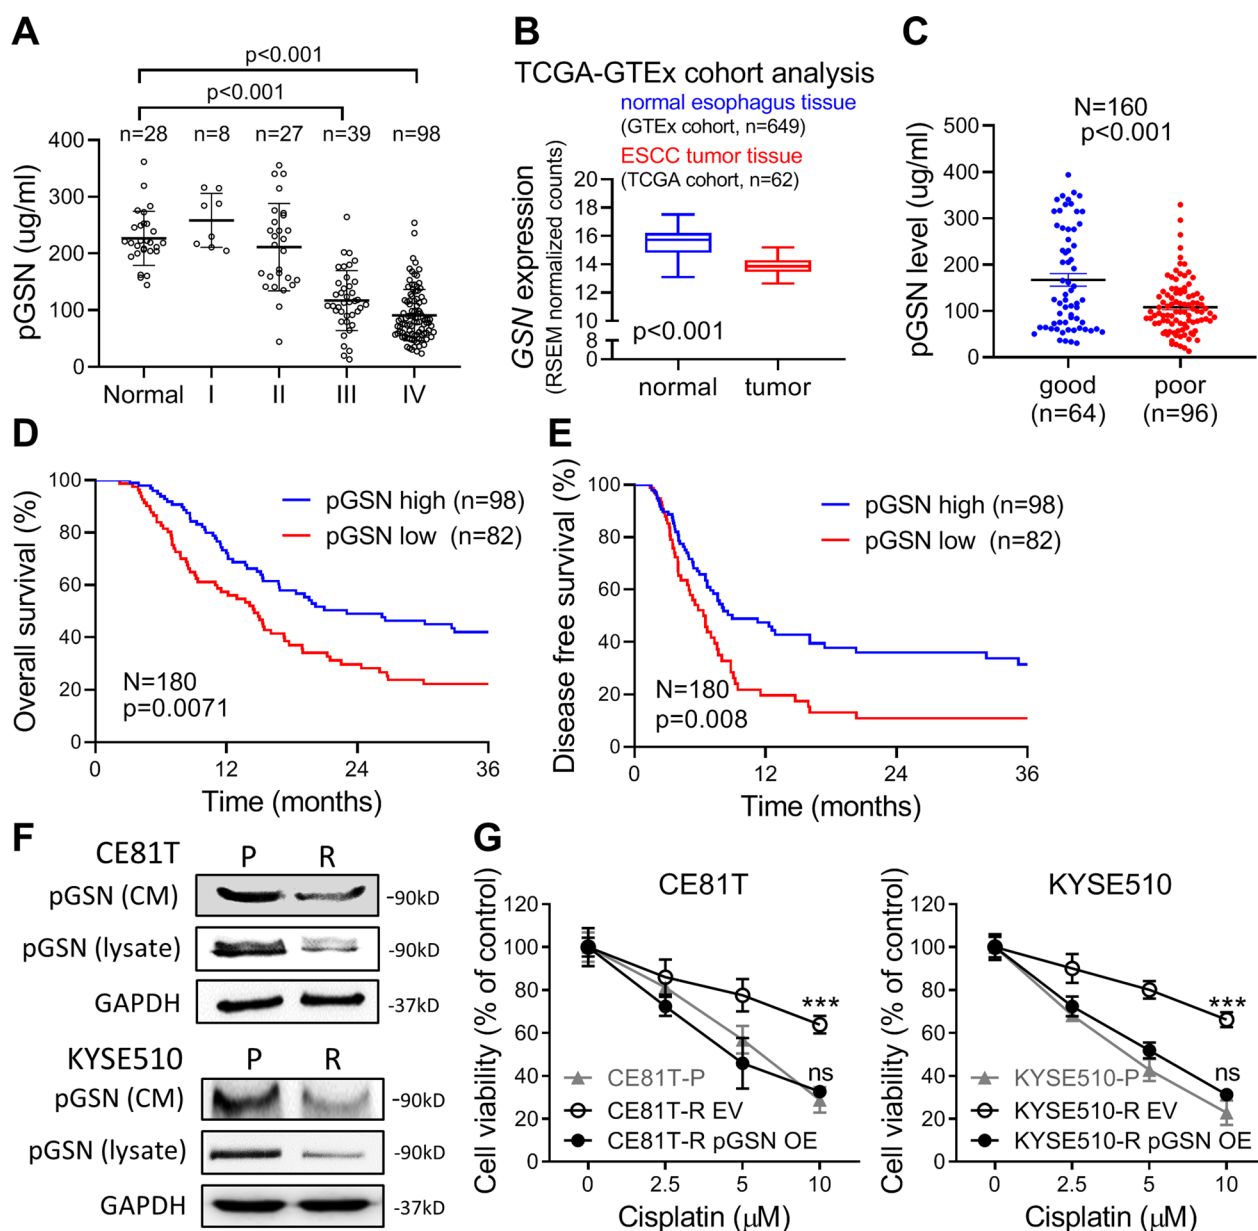 A
p<0.001
p<0.001
n=28 n=8 n=27 n=39 n=98
pGSN (ug/ml)
400
300
200
100
0
Normal I II III IV
B
TCGA-GTEx cohort analysis
normal esophagus tissue
(GTEx cohort, n=649)
ESCC tumor tissue
(TCGA cohort, n=62)
GSN expression
(RSEM normalized counts)
20
18
16
14
12
10
8
0
p<0.001
normal tumor
C
N=160
p<0.001
pGSN level (ug/ml)
500
400
300
200
100
0
good poor
(n=64) (n=96)
D
Overall survival (%)
100
80
60
40
20
0
pGSN high (n=98)
pGSN low (n=82)
N=180
p=0.0071
0 12 24 36
Time (months)
E
Disease free survival (%)
100
80
60
40
20
0
pGSN high (n=98)
pGSN low (n=82)
N=180
p=0.008
0 12 24 36
Time (months)
F
CE81T P R
pGSN (CM) -90kD
pGSN (lysate) -90kD
GAPDH -37kD
KYSE510 P R
pGSN (CM) -90kD
pGSN (lysate) -90kD
GAPDH -37kD
G
CE81T
Cell viability (% of control)
120
100
80
60
40
20
0
***
ns
CE81T-P
CE81T-R EV
CE81T-R pGSN OE
0 2.5 5 10
Cisplatin (μM)
KYSE510
Cell viability (% of control)
120
100
80
60
40
20
0
***
ns
KYSE510-P
KYSE510-R EV
KYSE510-R pGSN OE
0 2.5 5 10
Cisplatin (μM)